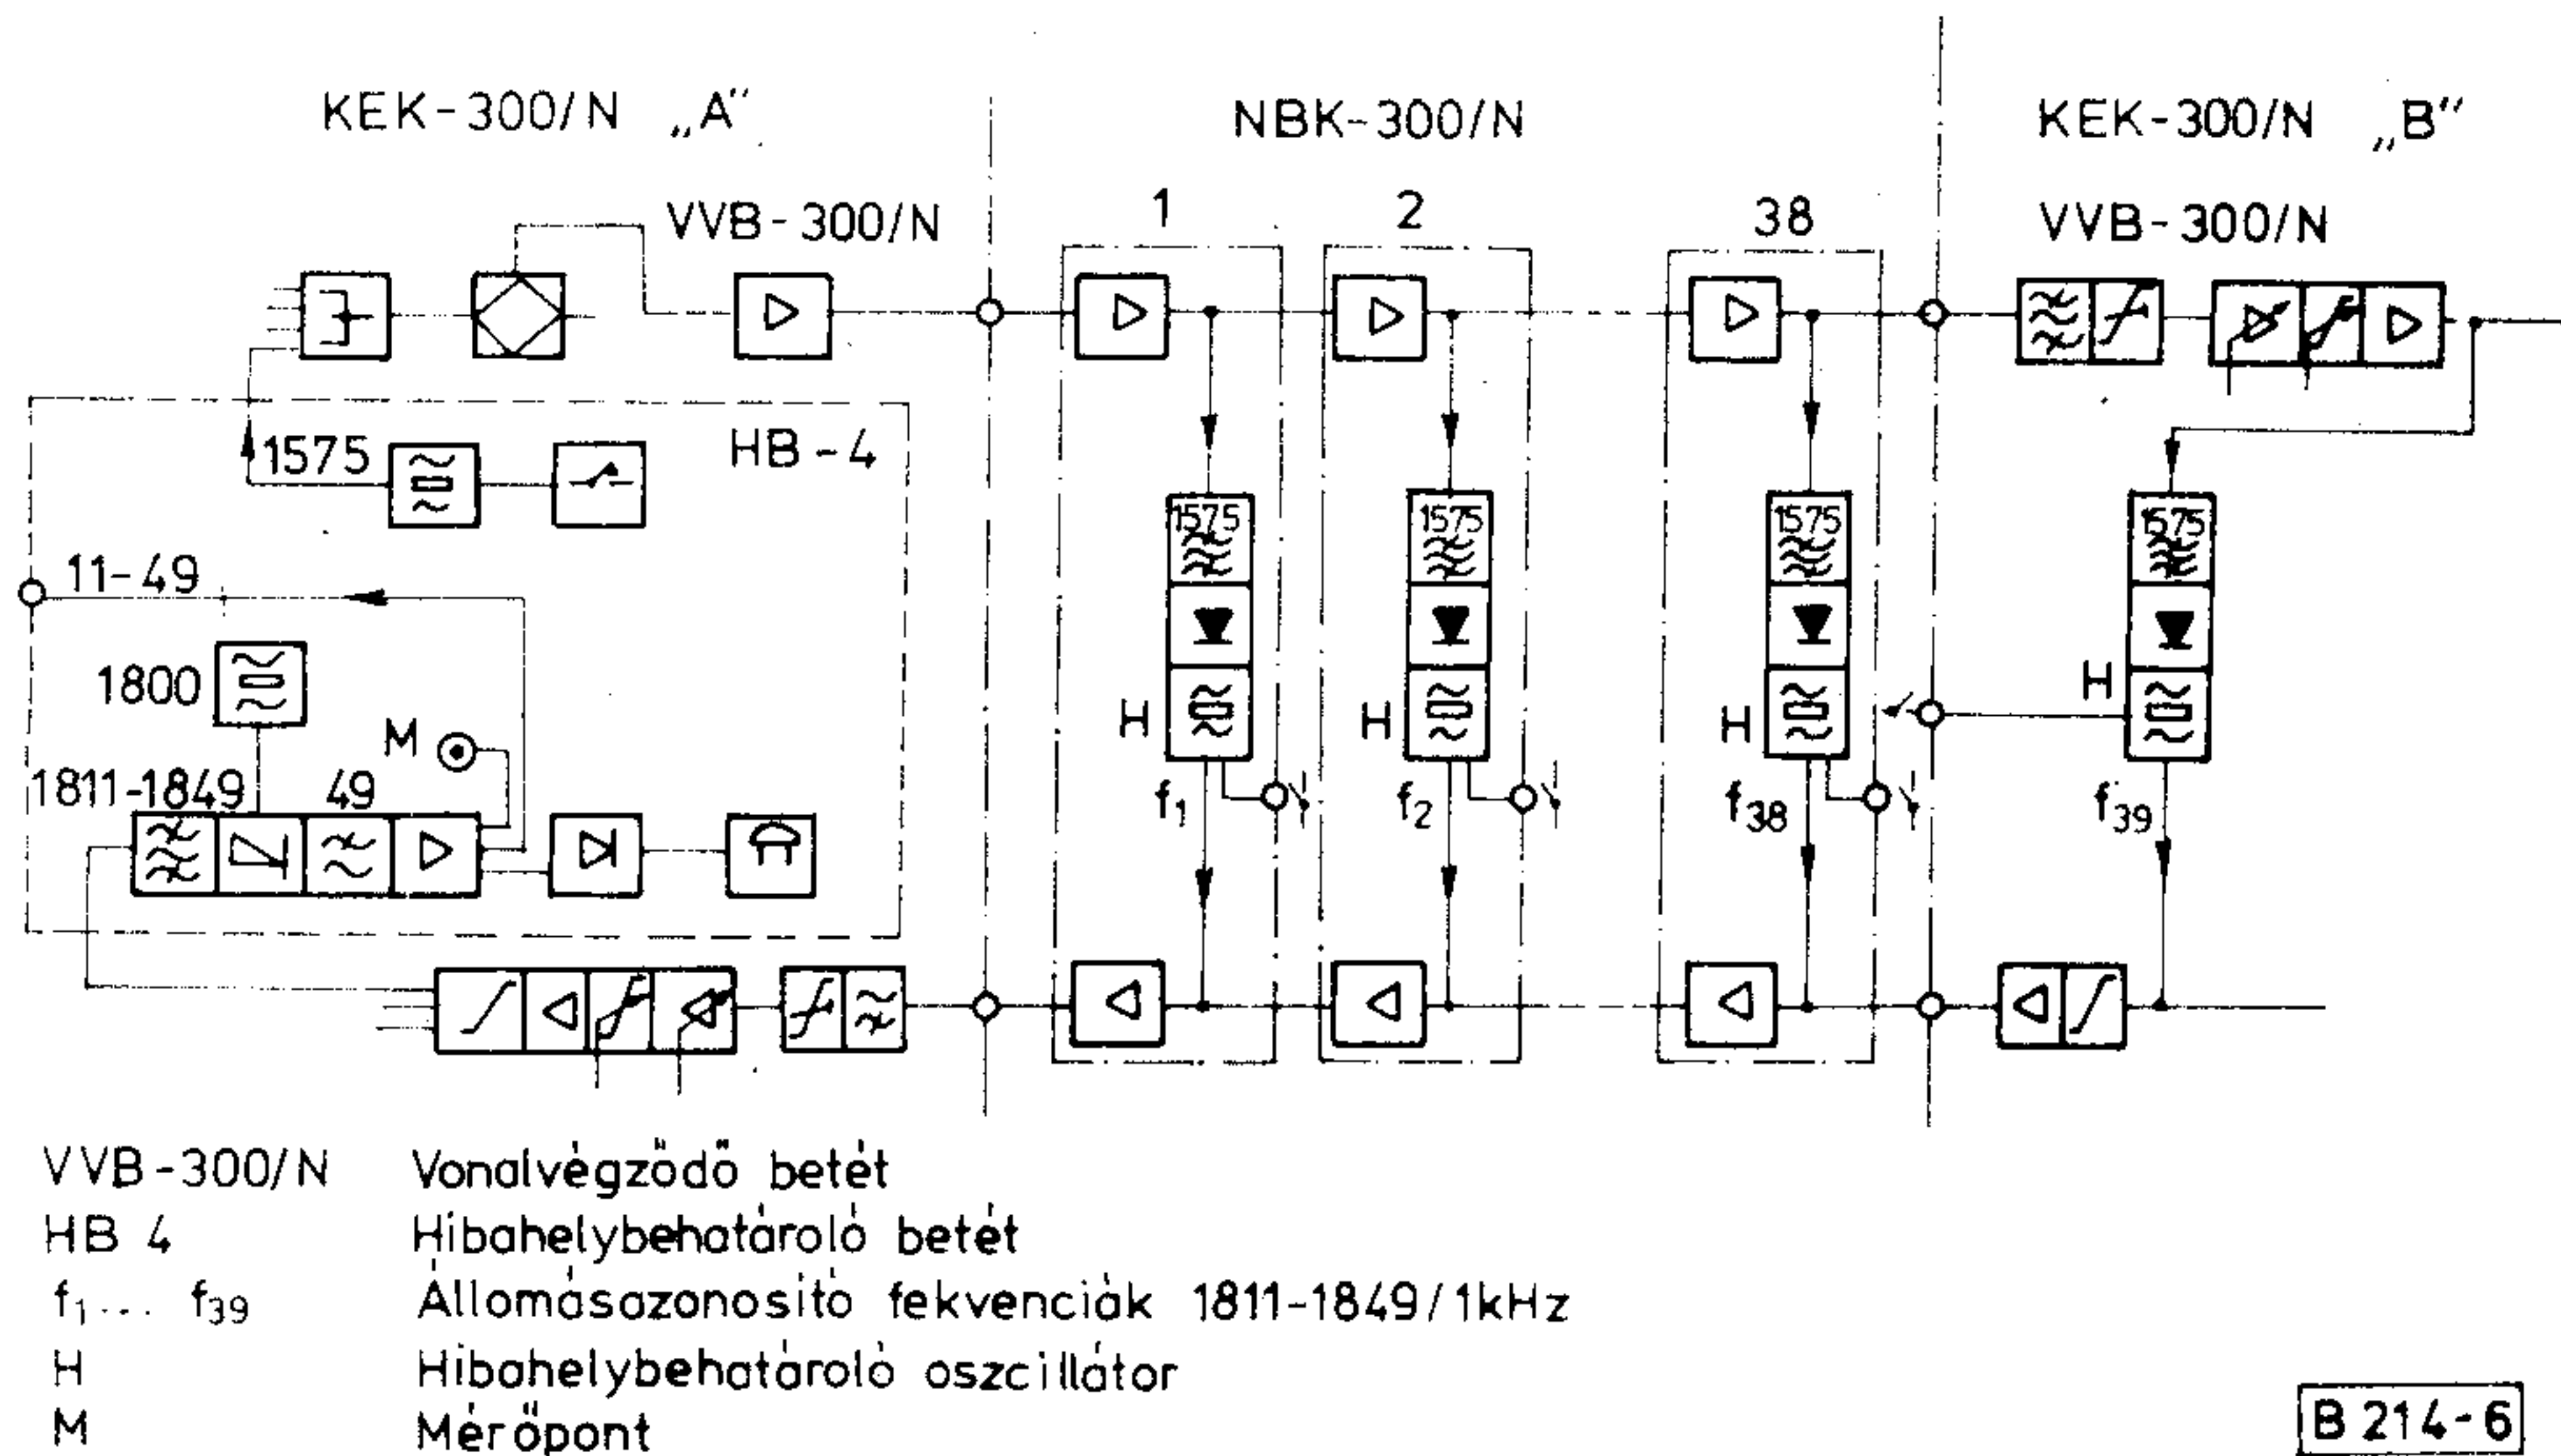 KEK-300/N „A" NBK-300/N KEK-300/N „B"
VVB-300/N 1 2 38 VVB-300/N
HB-4
1575
1575 1575 1575 1575
11-49
1800
H H H H
M
1811-1849 49
f1 f2 f38 f39
VVB-300/N Vonalvégződő betét
HB 4 Hibahelybehatároló betét
f1... f39 Állomásazonosító fekvenciák 1811-1849/1kHz
H Hibahelybehatároló oszcillátor
M Mérőpont
B 214-6